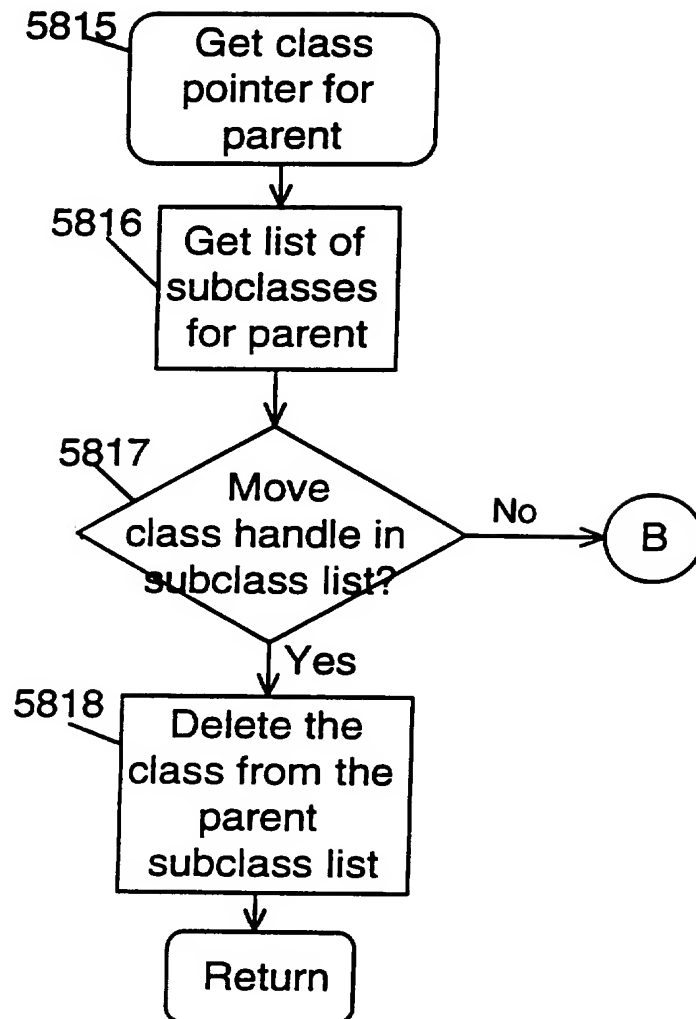 5815
Get class
pointer for
parent
5816
Get list of
subclasses
for parent
5817
Move
class handle in
subclass list?
No
B
Yes
5818
Delete the
class from the
parent
subclass list
Return